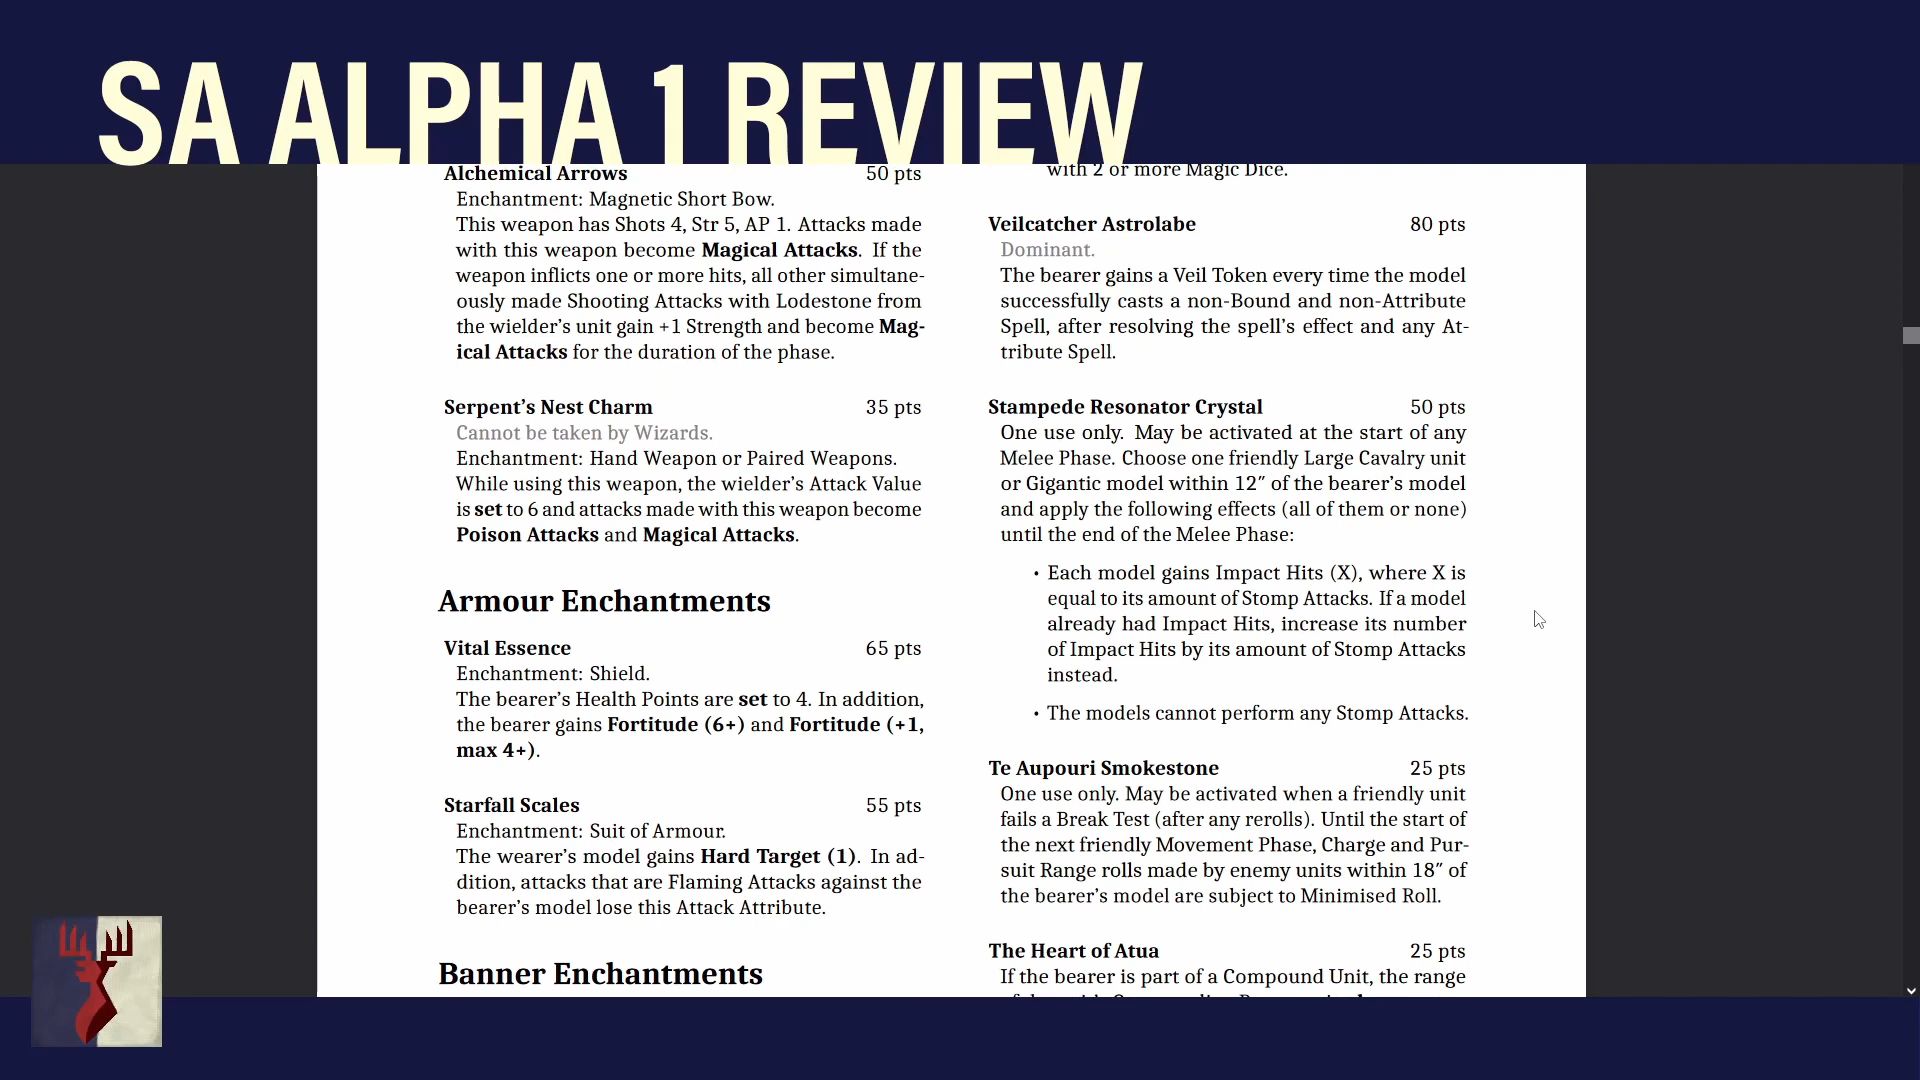 SA ALPHA 1 REVIEW
Alchemical Arrows 50 pts
Enchantment: Magnetic Short Bow.
This weapon has Shots 4, Str 5, AP 1. Attacks made
with this weapon become Magical Attacks. If the
weapon inflicts one or more hits, all other simultane-
ously made Shooting Attacks with Lodestone from
the wielder's unit gain +1 Strength and become Mag-
ical Attacks for the duration of the phase.
Serpent's Nest Charm 35 pts
Cannot be taken by Wizards.
Enchantment: Hand Weapon or Paired Weapons.
While using this weapon, the wielder's Attack Value
is set to 6 and attacks made with this weapon become
Poison Attacks and Magical Attacks.
Armour Enchantments
Vital Essence 65 pts
Enchantment: Shield.
The bearer's Health Points are set to 4. In addition,
the bearer gains Fortitude (6+) and Fortitude (+1,
max 4+).
Starfall Scales 55 pts
Enchantment: Suit of Armour.
The wearer's model gains Hard Target (1). In ad-
dition, attacks that are Flaming Attacks against the
bearer's model lose this Attack Attribute.
Banner Enchantments
with 2 or more Magic Dice.
Veilcatcher Astrolabe 80 pts
Dominant.
The bearer gains a Veil Token every time the model
successfully casts a non-Bound and non-Attribute
Spell, after resolving the spell's effect and any At-
tribute Spell.
Stampede Resonator Crystal 50 pts
One use only. May be activated at the start of any
Melee Phase. Choose one friendly Large Cavalry unit
or Gigantic model within 12″ of the bearer's model
and apply the following effects (all of them or none)
until the end of the Melee Phase:
• Each model gains Impact Hits (X), where X is
equal to its amount of Stomp Attacks. If a model
already had Impact Hits, increase its number
of Impact Hits by its amount of Stomp Attacks
instead.
• The models cannot perform any Stomp Attacks.
Te Aupouri Smokestone 25 pts
One use only. May be activated when a friendly unit
fails a Break Test (after any rerolls). Until the start of
the next friendly Movement Phase, Charge and Pur-
suit Range rolls made by enemy units within 18″ of
the bearer's model are subject to Minimised Roll.
The Heart of Atua 25 pts
If the bearer is part of a Compound Unit, the range